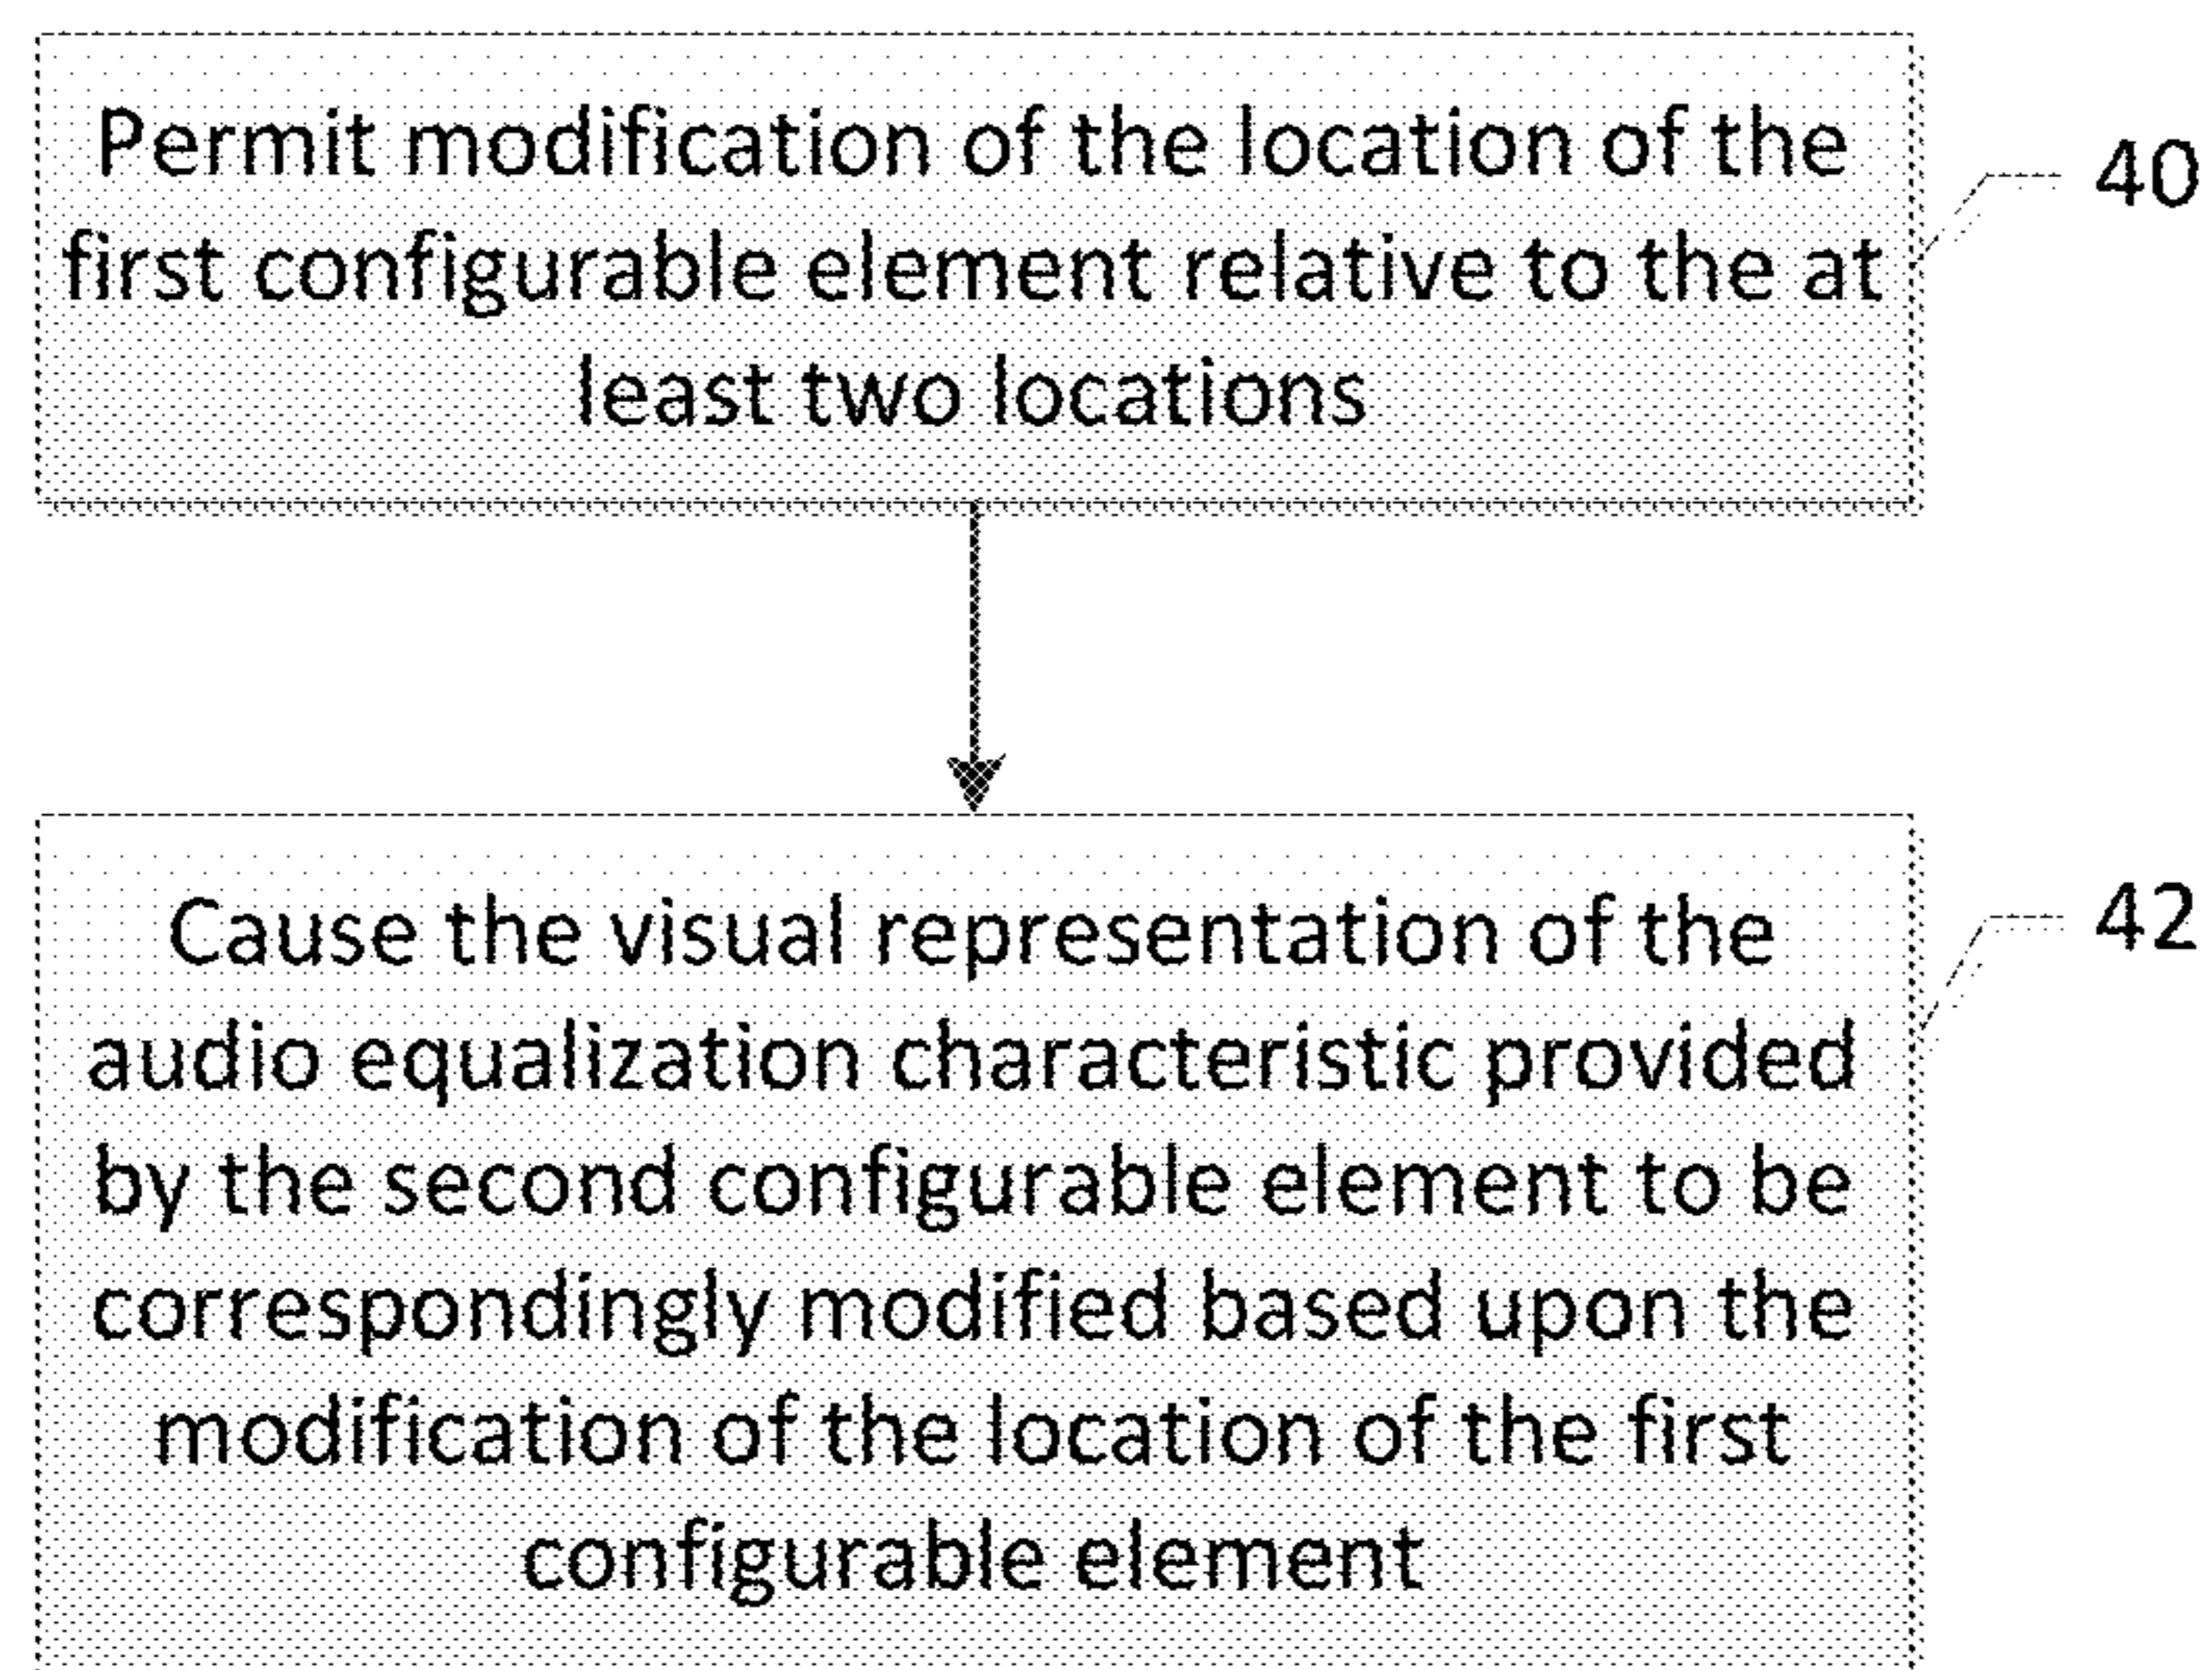 Permit modification of the location of the
first configurable element relative to the at
least two locations
40
Cause the visual representation of the
audio equalization characteristic provided
by the second configurable element to be
correspondingly modified based upon the
modification of the location of the first
configurable element
42